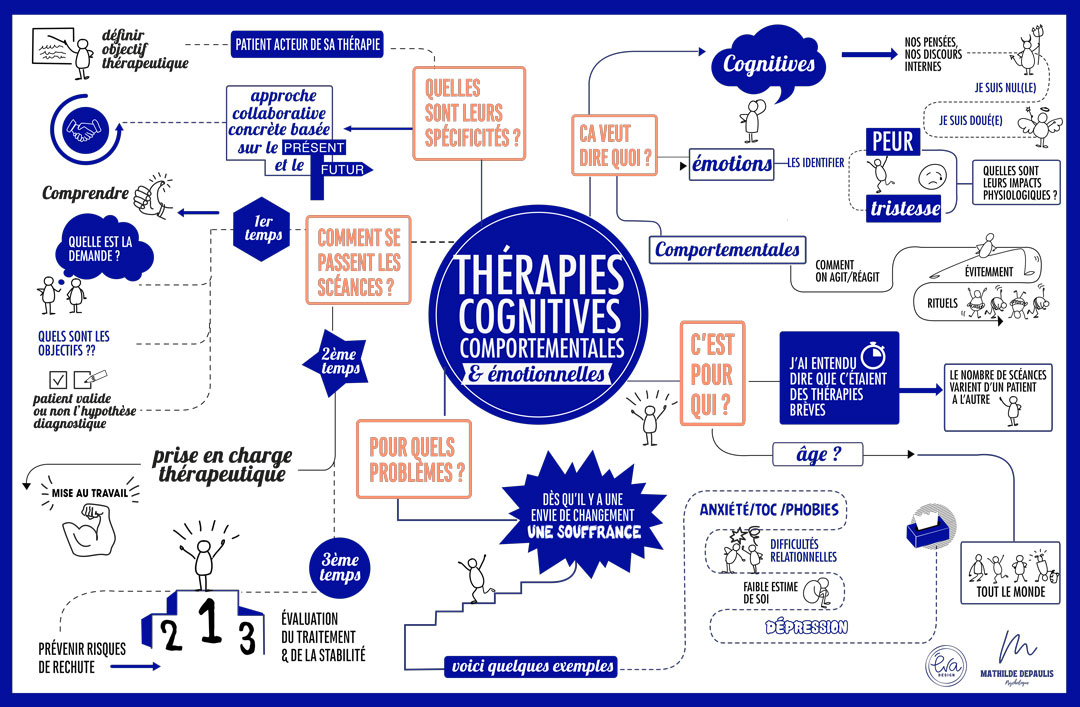 THÉRAPIES
COGNITIVES
COMPORTEMENTALES
& émotionnelles
QUELLES
SONT LEURS
SPÉCIFICITÉS ?
PATIENT ACTEUR DE SA THÉRAPIE
définir
objectif
thérapeutique
approche
collaborative
concrète basée
sur le PRÉSENT
et le FUTUR
COMMENT SE
PASSENT LES
SCÉANCES ?
1er
temps
Comprendre
QUELLE EST LA
DEMANDE ?
QUELS SONT LES
OBJECTIFS ??
patient valide
ou non l'hypothèse
diagnostique
2ème
temps
prise en charge
thérapeutique
MISE AU TRAVAIL
3ème
temps
ÉVALUATION
DU TRAITEMENT
& DE LA STABILITÉ
1
2
3
PRÉVENIR RISQUES
DE RECHUTE
CA VEUT
DIRE QUOI ?
Cognitives
NOS PENSÉES,
NOS DISCOURS
INTERNES
JE SUIS NUL(LE)
JE SUIS DOUÉ(E)
émotions
LES IDENTIFIER
PEUR
tristesse
QUELLES SONT
LEURS IMPACTS
PHYSIOLOGIQUES ?
Comportementales
COMMENT
ON AGIT/RÉAGIT
ÉVITEMENT
RITUELS
C'EST
POUR
QUI ?
J'AI ENTENDU
DIRE QUE C'ÉTAIENT
DES THÉRAPIES
BRÈVES
LE NOMBRE DE SCÉANCES
VARIENT D'UN PATIENT
A L'AUTRE
âge ?
TOUT LE MONDE
POUR QUELS
PROBLÈMES ?
DÈS QU'IL Y A UNE
ENVIE DE CHANGEMENT
UNE SOUFFRANCE
voici quelques exemples
ANXIÉTÉ/TOC /PHOBIES
DIFFICULTÉS
RELATIONNELLES
FAIBLE ESTIME
DE SOI
DÉPRESSION
éva
DESIGN
MATHILDE DEPAULIS
Psychologue